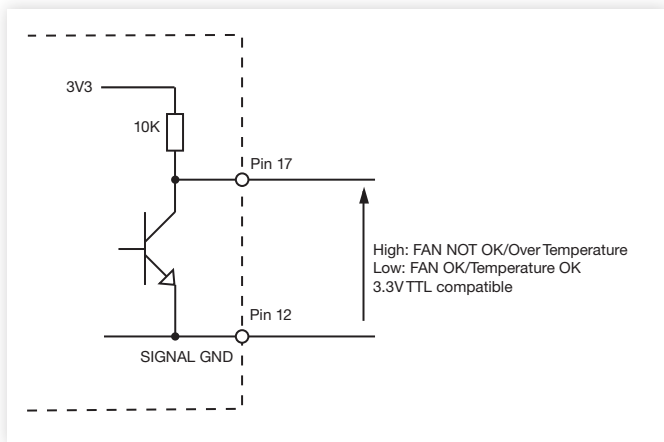 3V3
10K
Pin 17
High: FAN NOT OK/Over Temperature
Low: FAN OK/Temperature OK
3.3V TTL compatible
Pin 12
SIGNAL GND